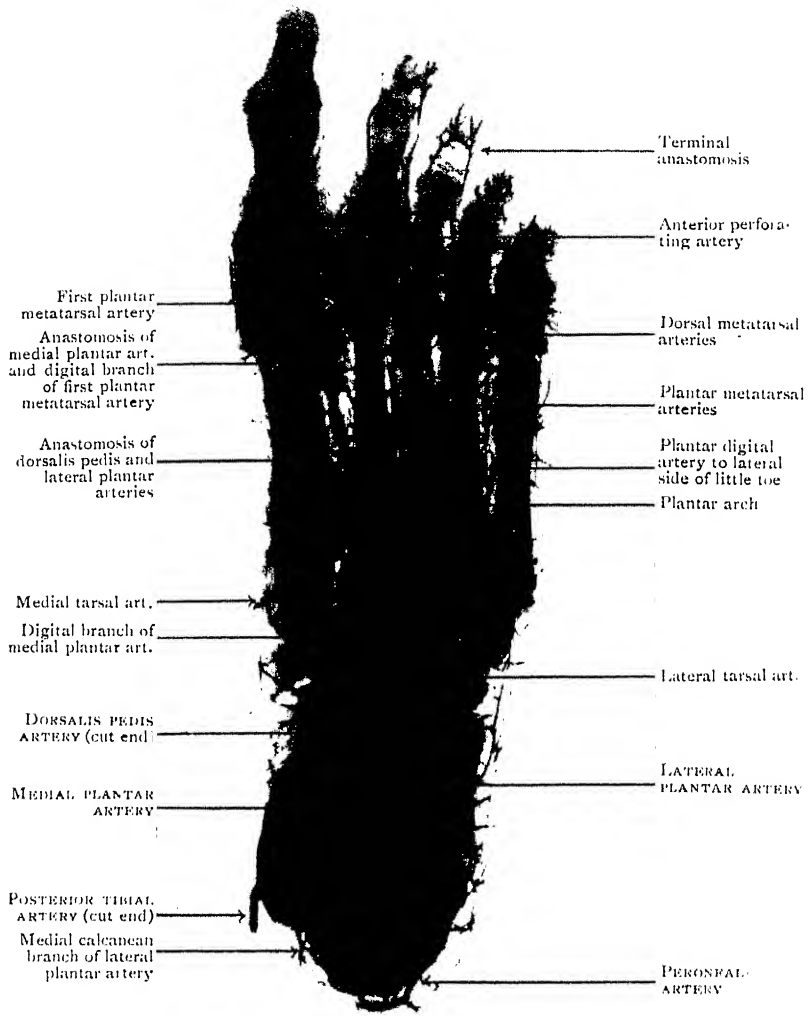 Terminal
anastomosis
Anterior perfora-
ting artery
First plantar
metatarsal artery
Anastomosis of
medial plantar art.
and digital branch
of first plantar
metatarsal artery
Dorsal metatarsal
arteries
Plantar metatarsal
arteries
Anastomosis of
dorsalis pedis and
lateral plantar
arteries
Plantar digital
artery to lateral
side of little toe
Plantar arch
Medial tarsal art.
Digital branch of
medial plantar art.
Lateral tarsal art.
DORSALIS PEDIS
ARTERY (cut end)
MEDIAL PLANTAR
ARTERY
LATERAL
PLANTAR ARTERY
POSTERIOR TIBIAL
ARTERY (cut end)
Medial calcanean
branch of lateral
plantar artery
PERONEAL
ARTERY